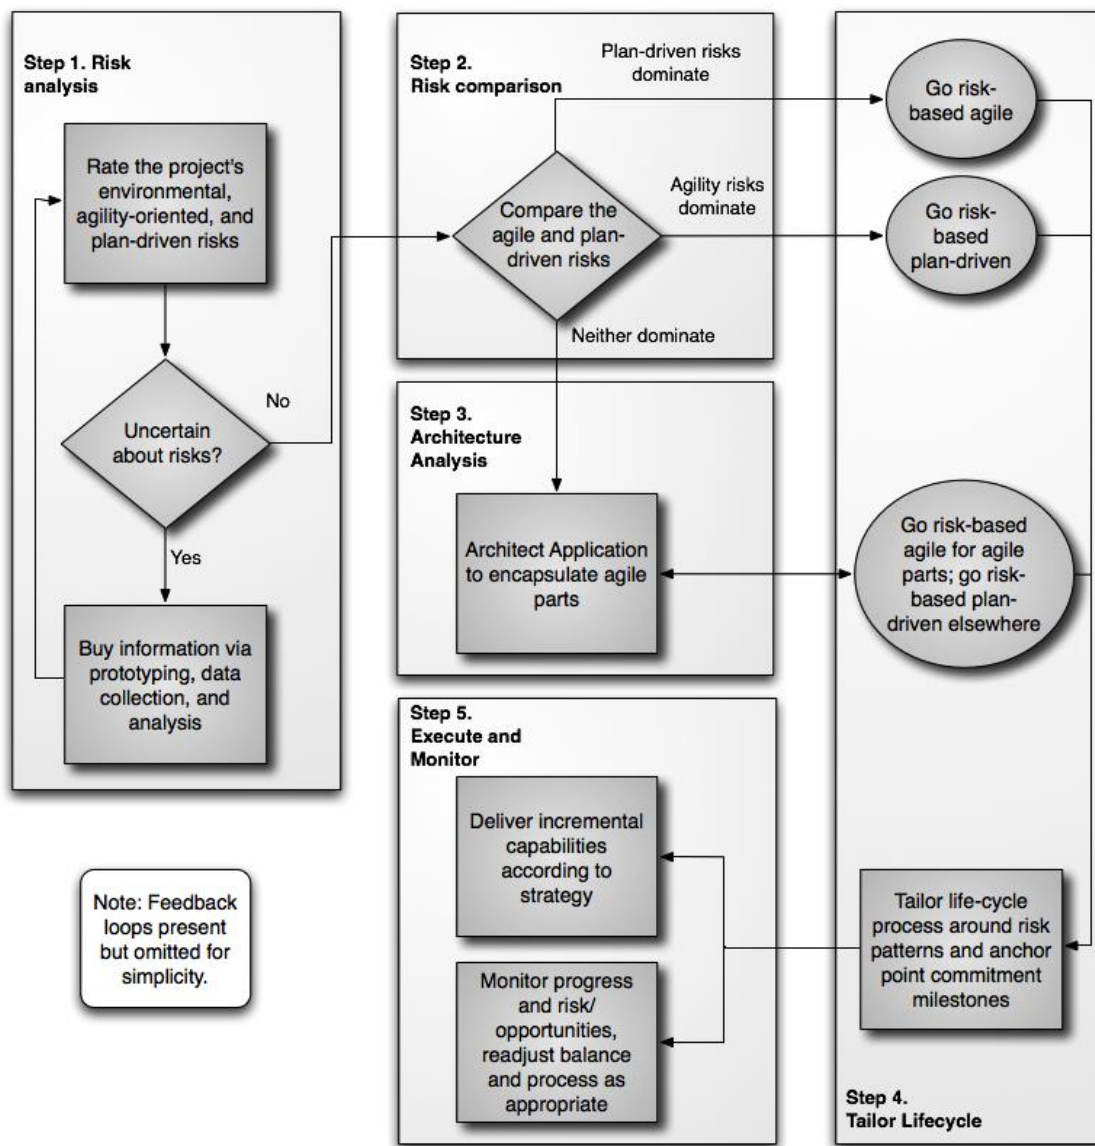 Step 1. Risk
analysis
Rate the project's
environmental,
agility-oriented, and
plan-driven risks
Uncertain
about risks?
No
Yes
Buy information via
prototyping, data
collection, and
analysis
Note: Feedback
loops present
but omitted for
simplicity.
Step 2.
Risk comparison
Plan-driven risks
dominate
Compare the
agile and plan-
driven risks
Agility risks
dominate
Neither dominate
Step 3.
Architecture
Analysis
Architect Application
to encapsulate agile
parts
Go risk-
based agile
Go risk-
based
plan-driven
Go risk-based
agile for agile
parts; go risk-
based plan-
driven elsewhere
Tailor life-cycle
process around risk
patterns and anchor
point commitment
milestones
Step 4.
Tailor Lifecycle
Step 5.
Execute and
Monitor
Deliver incremental
capabilities
according to
strategy
Monitor progress
and risk/
opportunities,
readjust balance
and process as
appropriate